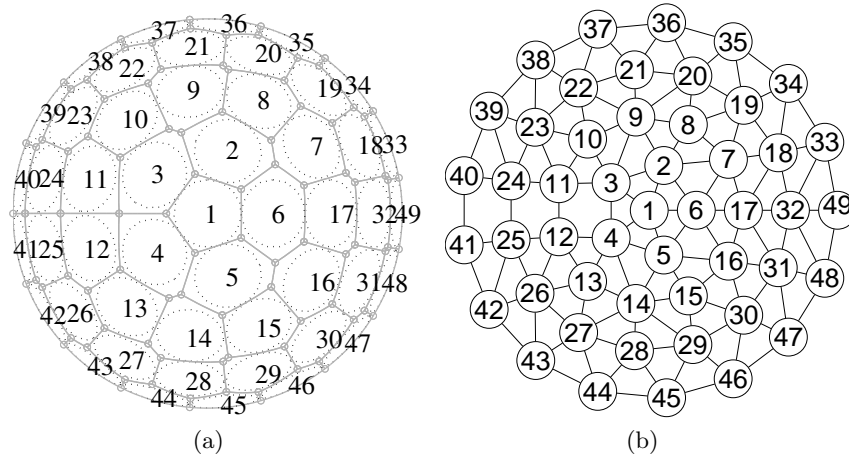 37 36
38 21 20 35
22 19 34
9 8
39 23 10 7 18 33
2
40 24 11 3
1 6 17 32 49
41 25 12 4
5 16 31 48
42 26 13
14 15 30 47
43 27
44 28 29 46
45
(a)
36
37 35
38 21 20 34
22
39 23 9 8 19 33
10
40 24 11 3 2 7 18
1 6 17 32 49
41 25 12 4
5 16 31 48
42 26 13 14 15
27 30 47
43 28 29
44 45 46
(b)